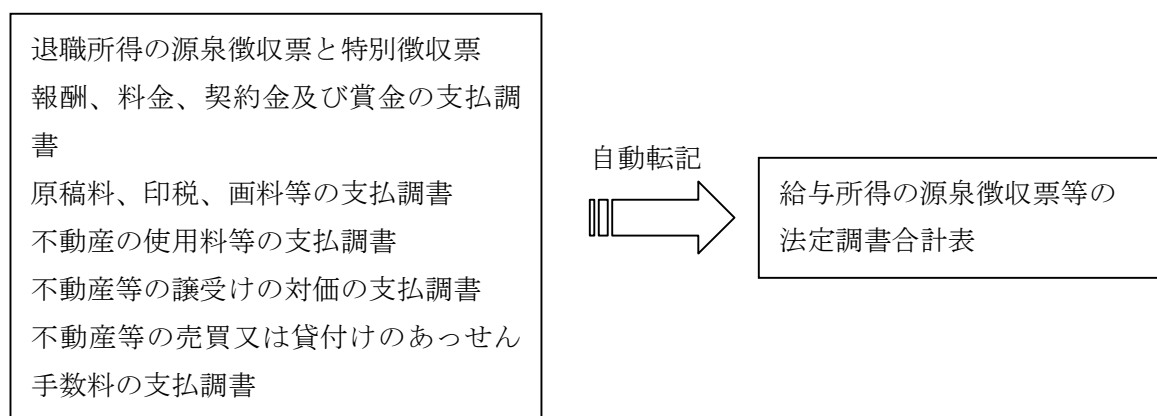 退職所得の源泉徴収票と特別徴収票
報酬、料金、契約金及び賞金の支払調
書
原稿料、印税、画料等の支払調書
不動産の使用料等の支払調書
不動産等の譲受けの対価の支払調書
不動産等の売買又は貸付けのあっせん
手数料の支払調書
自動転記
給与所得の源泉徴収票等の
法定調書合計表